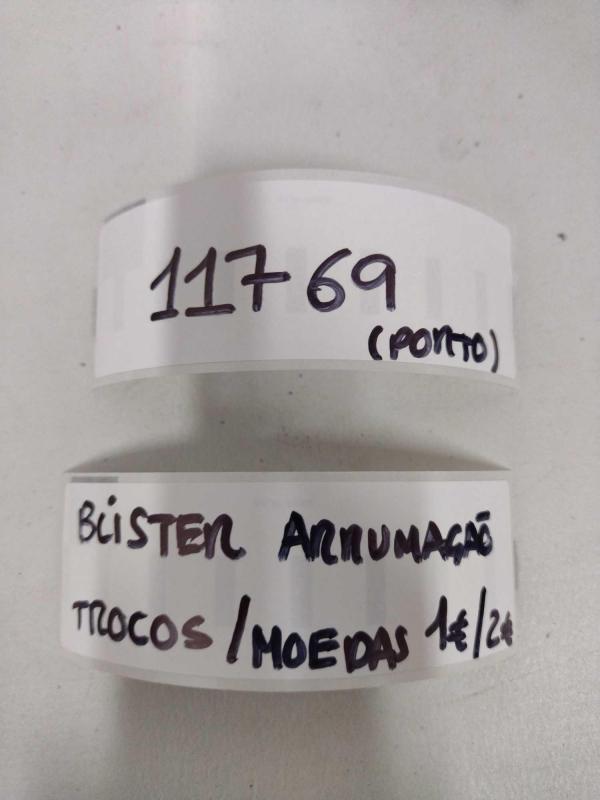 11769
(PORTO)
BLISTER ARRUMAÇÃO
TROCOS / MOEDAS 1€/2€